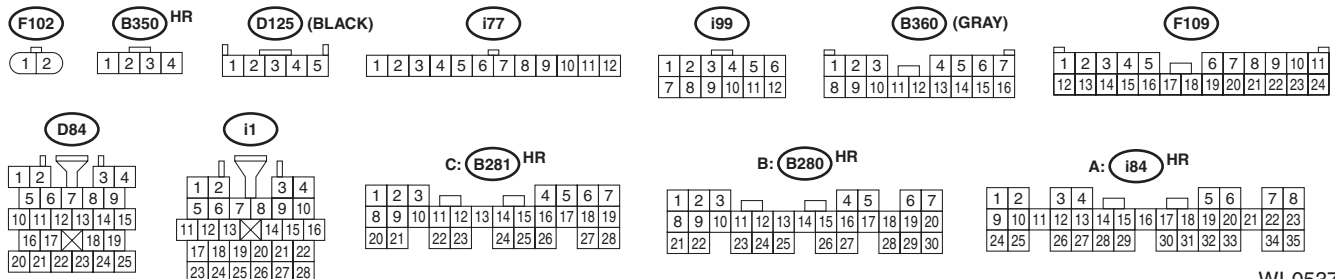 F102 B350 HR D125 (BLACK) i77 i99 B360 (GRAY) F109
1 2
1 2 3 4
1 2 3 4 5
1 2 3 4 5 6 7 8 9 10 11 12
1 2 3 4 5 6
7 8 9 10 11 12
1 2 3 4 5 6 7
8 9 10 11 12 13 14 15 16
1 2 3 4 5 6 7 8 9 10 11
12 13 14 15 16 17 18 19 20 21 22 23 24
D84
1 2 3 4
5 6 7 8 9
10 11 12 13 14 15
16 17 18 19
20 21 22 23 24 25
i1
1 2 3 4
5 6 7 8 9 10
11 12 13 14 15 16
17 18 19 20 21 22
23 24 25 26 27 28
C: B281 HR
1 2 3 4 5 6 7
8 9 10 11 12 13 14 15 16 17 18 19
20 21 22 23 24 25 26 27 28
B: B280 HR
1 2 3 4 5 6 7
8 9 10 11 12 13 14 15 16 17 18 19 20
21 22 23 24 25 26 27 28 29 30
A: i84 HR
1 2 3 4 5 6 7 8
9 10 11 12 13 14 15 16 17 18 19 20 21 22 23
24 25 26 27 28 29 30 31 32 33 34 35